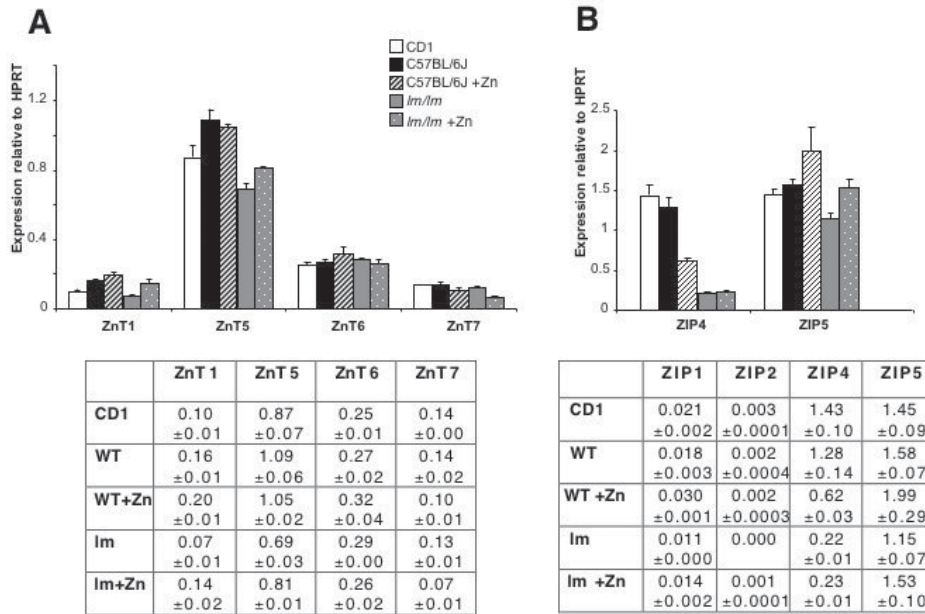 A
CD1
C57BL/6J
C57BL/6J +Zn
lm/lm
lm/lm +Zn
Expression relative to HPRT
1.2
0.8
0.4
0
ZnT1 ZnT5 ZnT6 ZnT7
ZnT 1 ZnT 5 ZnT 6 ZnT 7
CD1 0.10 0.87 0.25 0.14
±0.01 ±0.07 ±0.01 ±0.00
WT 0.16 1.09 0.27 0.14
±0.01 ±0.06 ±0.02 ±0.02
WT+Zn 0.20 1.05 0.32 0.10
±0.01 ±0.02 ±0.04 ±0.01
lm 0.07 0.69 0.29 0.13
±0.01 ±0.03 ±0.00 ±0.01
lm+Zn 0.14 0.81 0.26 0.07
±0.02 ±0.01 ±0.02 ±0.01
B
Expression relative to HPRT
2.5
2
1.5
1
0.5
0
ZIP4 ZIP5
ZIP1 ZIP2 ZIP4 ZIP5
CD1 0.021 0.003 1.43 1.45
±0.002 ±0.0001 ±0.10 ±0.09
WT 0.018 0.002 1.28 1.58
±0.003 ±0.0004 ±0.14 ±0.07
WT +Zn 0.030 0.002 0.62 1.99
±0.001 ±0.0003 ±0.03 ±0.29
lm 0.011 0.000 0.22 1.15
±0.000 ±0.01 ±0.07
lm +Zn 0.014 0.001 0.23 1.53
±0.002 ±0.0001 ±0.01 ±0.10